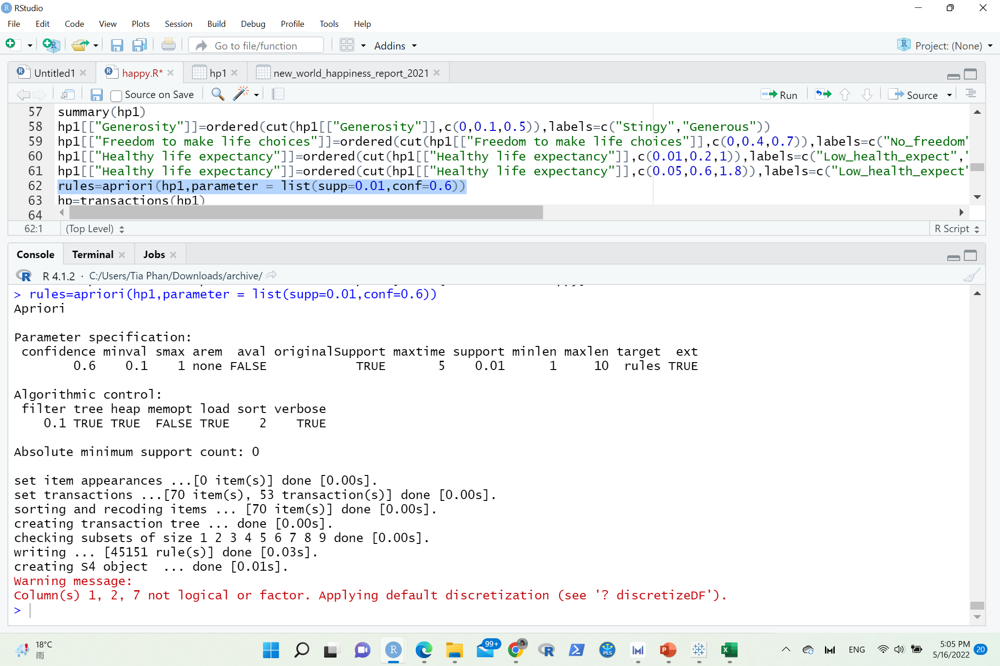 RStudio
File Edit Code View Plots Session Build Debug Profile Tools Help
Go to file/function Addins Project: (None)
Untitled1 happy.R* hp1 new_world_happiness_report_2021
Source on Save Run Source
57 summary(hp1)
58 hp1[["Generosity"]]=ordered(cut(hp1[["Generosity"]],c(0,0.1,0.5)),labels=c("Stingy","Generous"))
59 hp1[["Freedom to make life choices"]]=ordered(cut(hp1[["Freedom to make life choices"]],c(0,0.4,0.7)),labels=c("No_freedom"
60 hp1[["Healthy life expectancy"]]=ordered(cut(hp1[["Healthy life expectancy"]],c(0.01,0.2,1)),labels=c("Low_health_expect","
61 hp1[["Healthy life expectancy"]]=ordered(cut(hp1[["Healthy life expectancy"]],c(0.05,0.6,1.8)),labels=c("Low_health_expect"
62 rules=apriori(hp1,parameter = list(supp=0.01,conf=0.6))
63 hp=transactions(hp1)
64
62:1 (Top Level) R Script
Console Terminal Jobs
R 4.1.2 · C:/Users/Tia Phan/Downloads/archive/
> rules=apriori(hp1,parameter = list(supp=0.01,conf=0.6))
Apriori
Parameter specification:
confidence minval smax arem aval originalSupport maxtime support minlen maxlen target ext
0.6 0.1 1 none FALSE TRUE 5 0.01 1 10 rules TRUE
Algorithmic control:
filter tree heap memopt load sort verbose
0.1 TRUE TRUE FALSE TRUE 2 TRUE
Absolute minimum support count: 0
set item appearances ...[0 item(s)] done [0.00s].
set transactions ...[70 item(s), 53 transaction(s)] done [0.00s].
sorting and recoding items ... [70 item(s)] done [0.00s].
creating transaction tree ... done [0.00s].
checking subsets of size 1 2 3 4 5 6 7 8 9 done [0.00s].
writing ... [45151 rule(s)] done [0.03s].
creating S4 object ... done [0.01s].
Warning message:
Column(s) 1, 2, 7 not logical or factor. Applying default discretization (see '? discretizeDF').
>
18°C
雨
99+
PLS
ENG
5:05 PM
5/16/2022
20